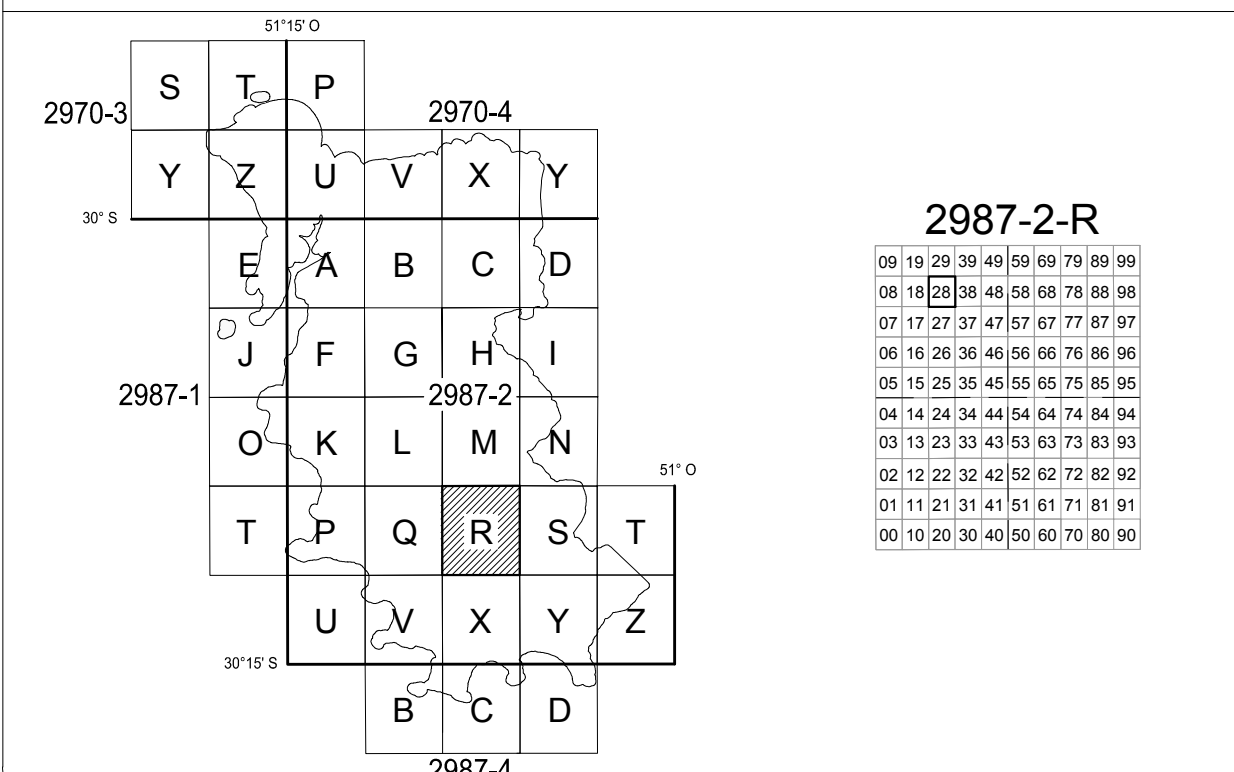 51°15' O
S T P
2970-3 2970-4
Y Z U V X Y
30° S
E A B C D
J F G H I
2987-1 2987-2
O K L M N
51° O
T P Q R S T
U V X Y Z
30°15' S
B C D
2987-4
2987-2-R
09 19 29 39 49 59 69 79 89 99
08 18 28 38 48 58 68 78 88 98
07 17 27 37 47 57 67 77 87 97
06 16 26 36 46 56 66 76 86 96
05 15 25 35 45 55 65 75 85 95
04 14 24 34 44 54 64 74 84 94
03 13 23 33 43 53 63 73 83 93
02 12 22 32 42 52 62 72 82 92
01 11 21 31 41 51 61 71 81 91
00 10 20 30 40 50 60 70 80 90